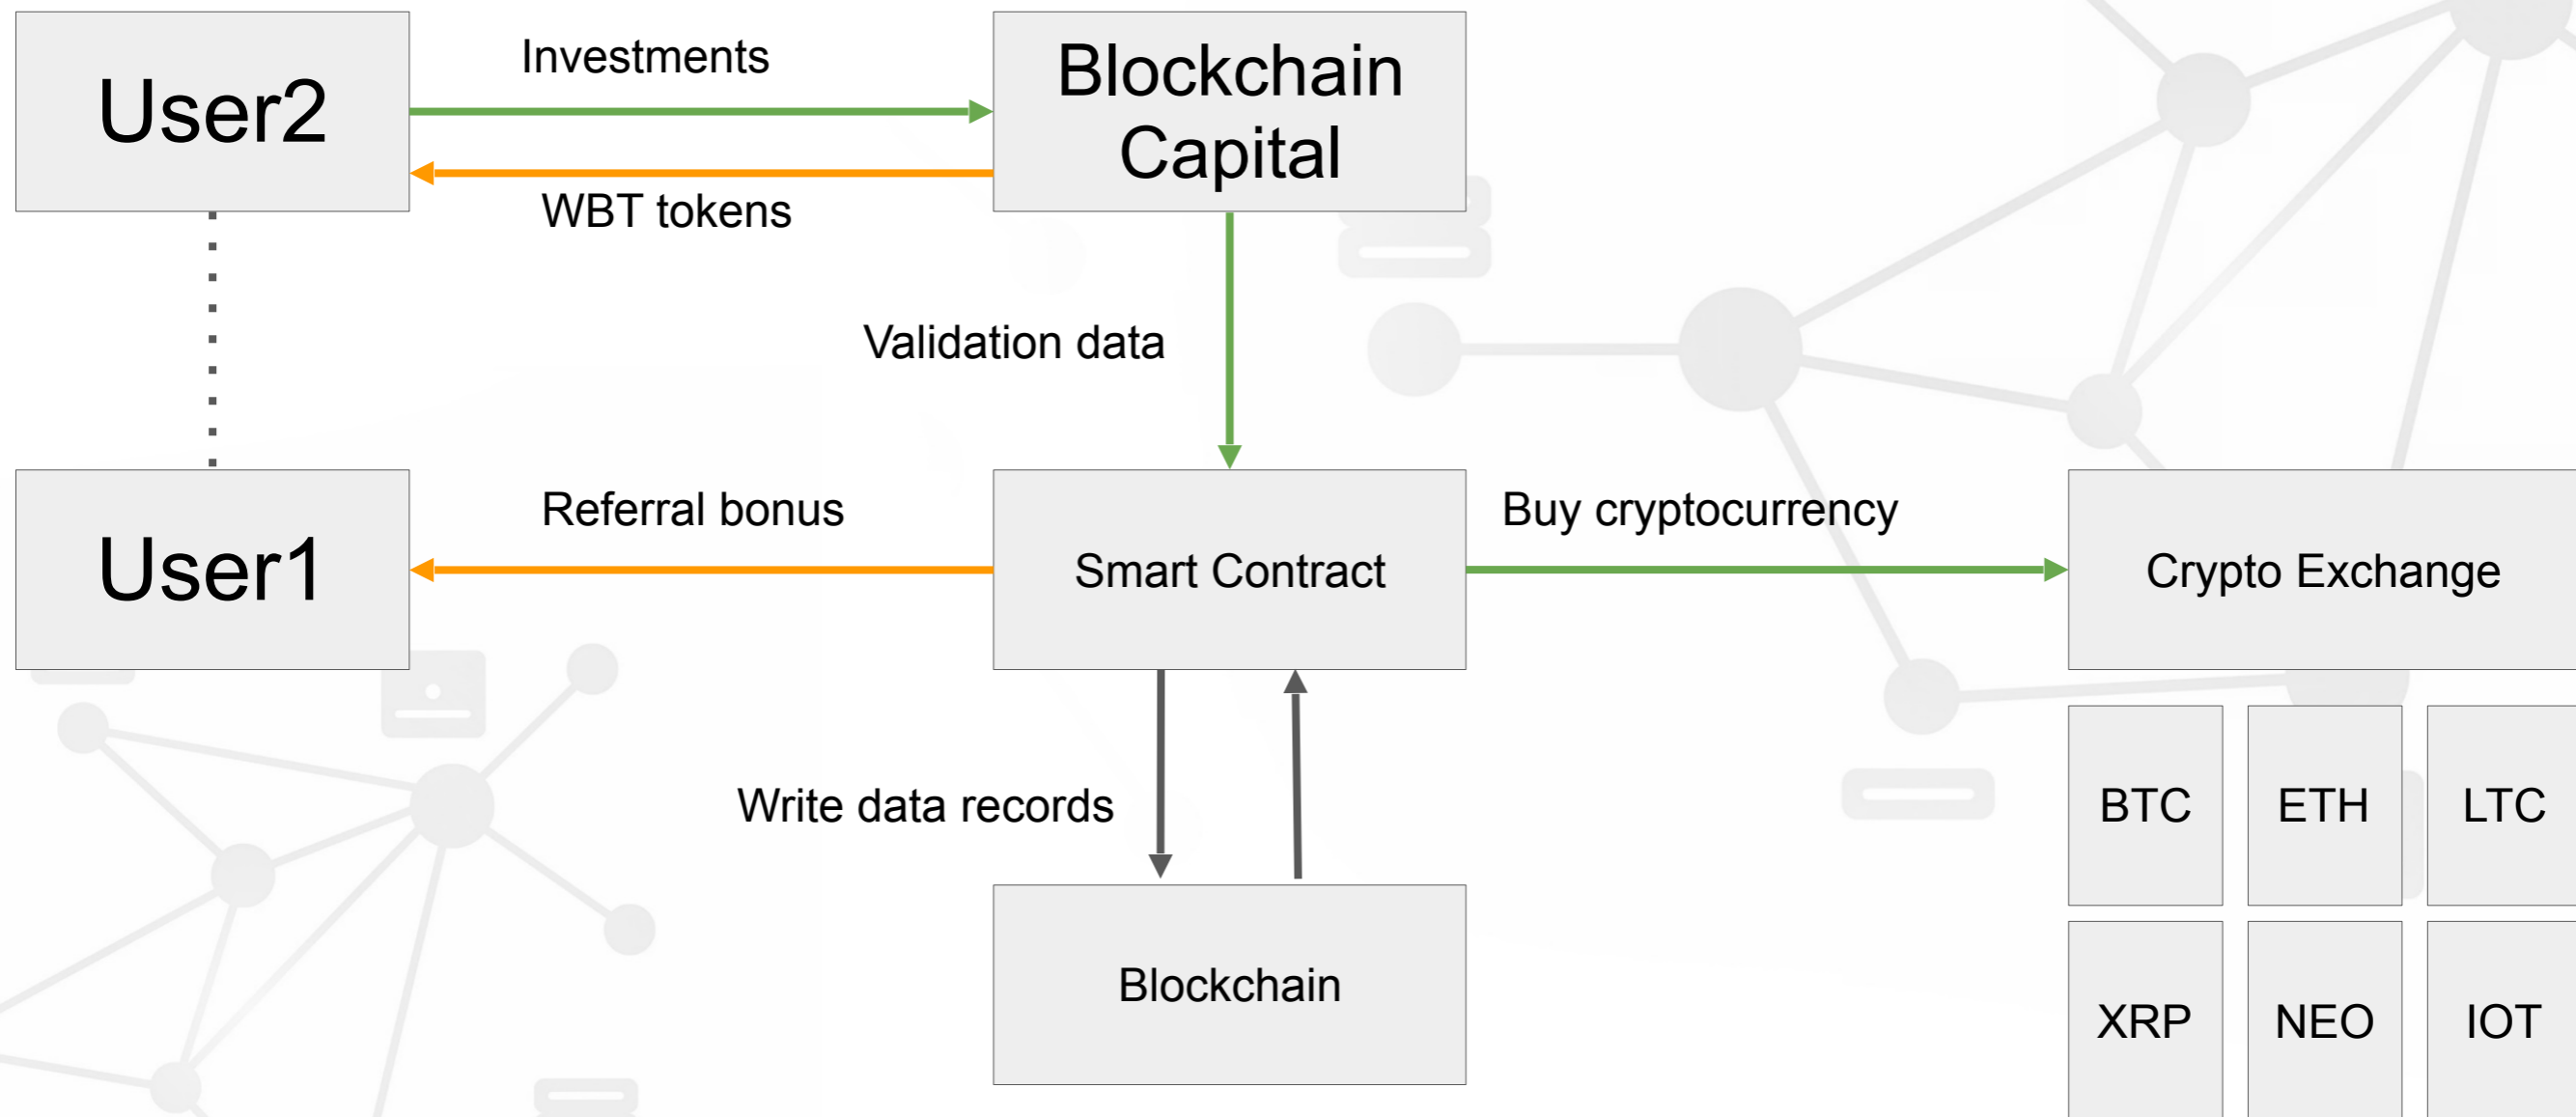 User2
Investments
WBT tokens
Blockchain
Capital
Validation data
User1
Referral bonus
Smart Contract
Buy cryptocurrency
Crypto Exchange
Write data records
Blockchain
BTC
ETH
LTC
XRP
NEO
IOT